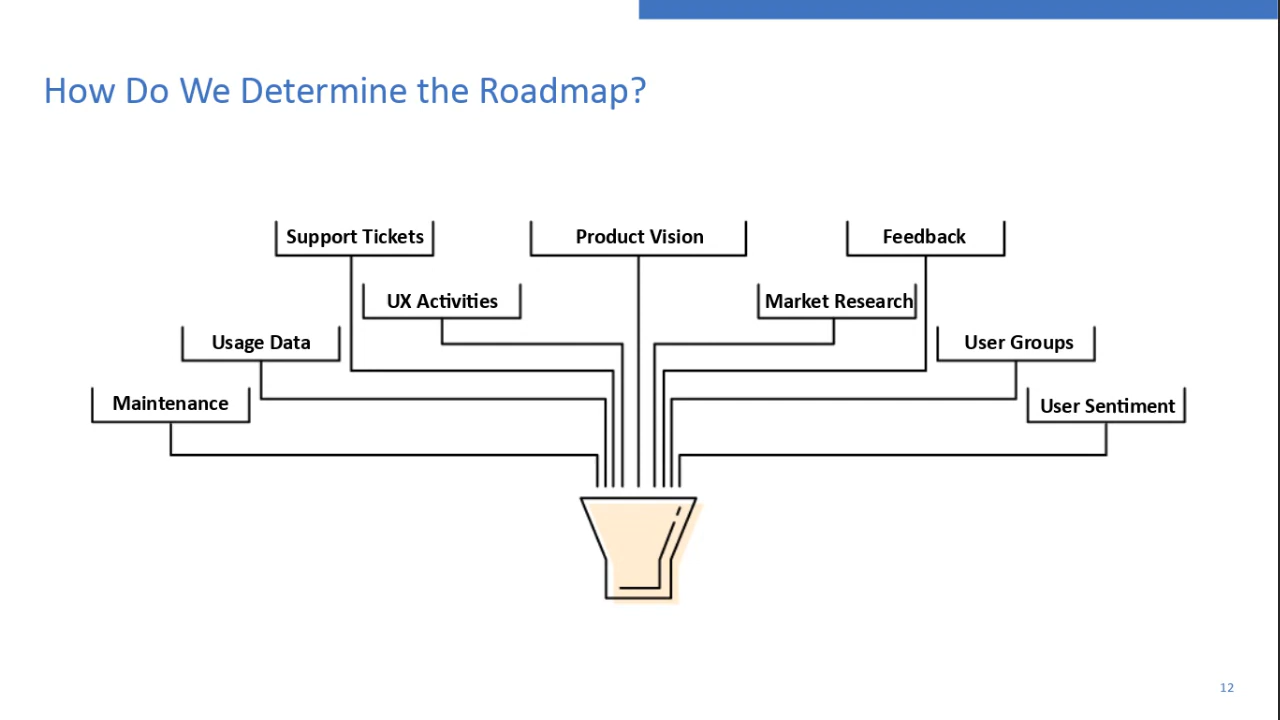 How Do We Determine the Roadmap?
Support Tickets
Product Vision
Feedback
UX Activities
Market Research
Usage Data
User Groups
Maintenance
User Sentiment
12